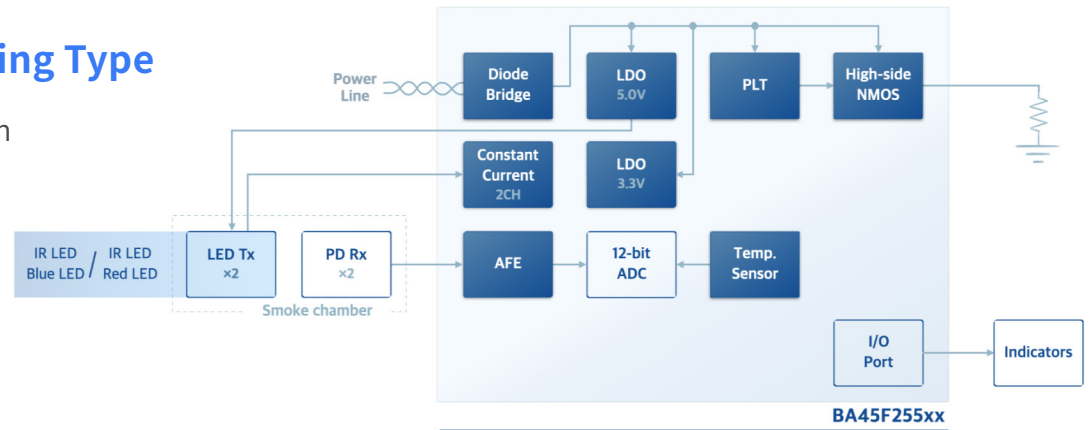 ing Type
n
Power
Line
Diode
Bridge
LDO
5.0V
PLT
High-side
NMOS
Constant
Current
2CH
LDO
3.3V
IR LED
Blue LED
/
IR LED
Red LED
LED Tx
×2
PD Rx
×2
AFE
12-bit
ADC
Temp.
Sensor
Smoke chamber
I/O
Port
Indicators
BA45F255xx